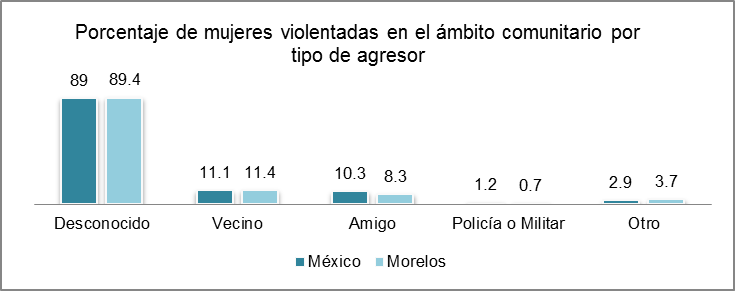 Porcentaje de mujeres violentadas en el ámbito comunitario por
tipo de agresor
89 89.4
11.1 11.4
10.3 8.3
1.2 0.7
2.9 3.7
Desconocido Vecino Amigo Policía o Militar Otro
México Morelos